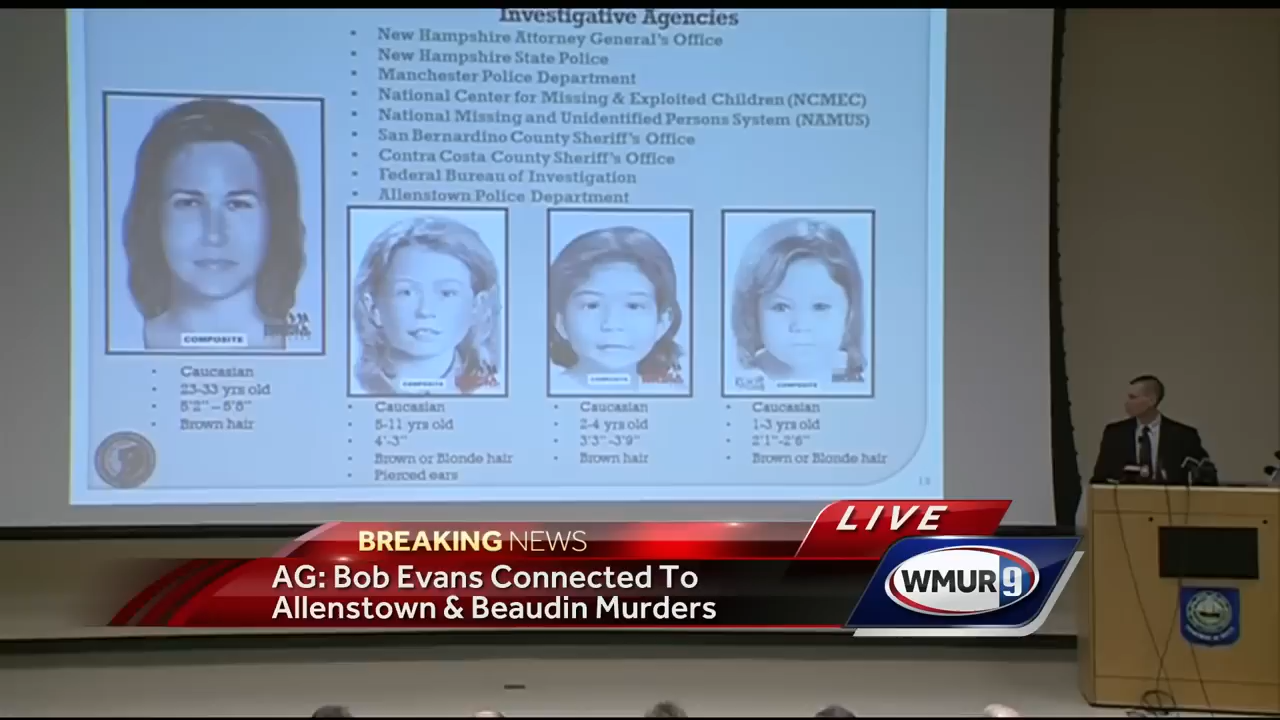 Investigative Agencies
• New Hampshire Attorney General's Office
• New Hampshire State Police
• Manchester Police Department
• National Center for Missing & Exploited Children (NCMEC)
• National Missing and Unidentified Persons System (NAMUS)
• San Bernardino County Sheriff's Office
• Contra Costa County Sheriff's Office
• Federal Bureau of Investigation
• Allenstown Police Department
COMPOSITE
• Caucasian
• 23-33 yrs old
• 5'2" – 5'8"
• Brown hair
COMPOSITE
• Caucasian
• 5-11 yrs old
• 4'-3"
• Brown or Blonde hair
• Pierced ears
COMPOSITE
• Caucasian
• 2-4 yrs old
• 3'3"-3'9"
• Brown hair
COMPOSITE
• Caucasian
• 1-3 yrs old
• 2'1"-2'6"
• Brown or Blonde hair
LIVE
BREAKING NEWS
AG: Bob Evans Connected To
Allenstown & Beaudin Murders
WMUR 9